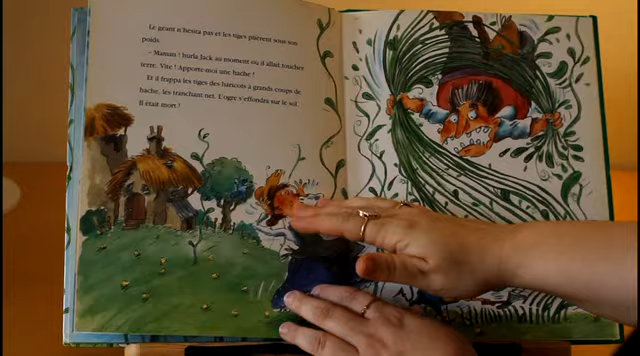 Le géant n'hésita pas et les tiges plièrent sous son
poids.
– Maman ! hurla Jack au moment où il allait toucher
terre. Vite ! Apporte-moi une hache !
Et il frappa les tiges des haricots à grands coups de
hache, les tranchant net. L'ogre s'effondra sur le sol.
Il était mort !